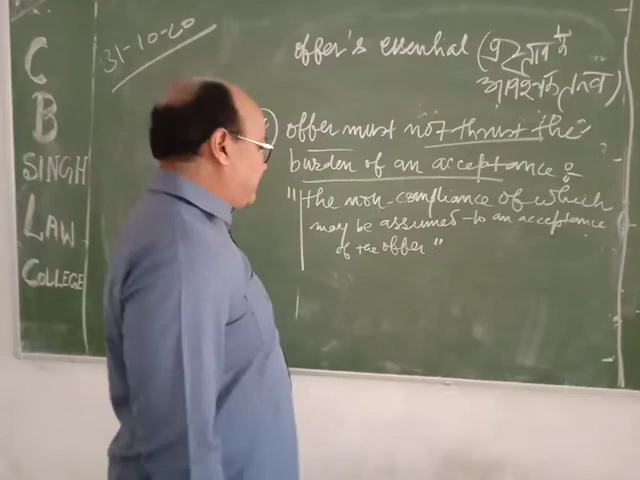 C
B
SINGH
LAW
COLLEGE
31-10-20
offer's essenhal (प्रस्ताव के
आवश्यक तत्व)
) offer must not thrust the
burden of an acceptance :
"the non-compliance of which
may be assumed to an acceptance
of the offer"